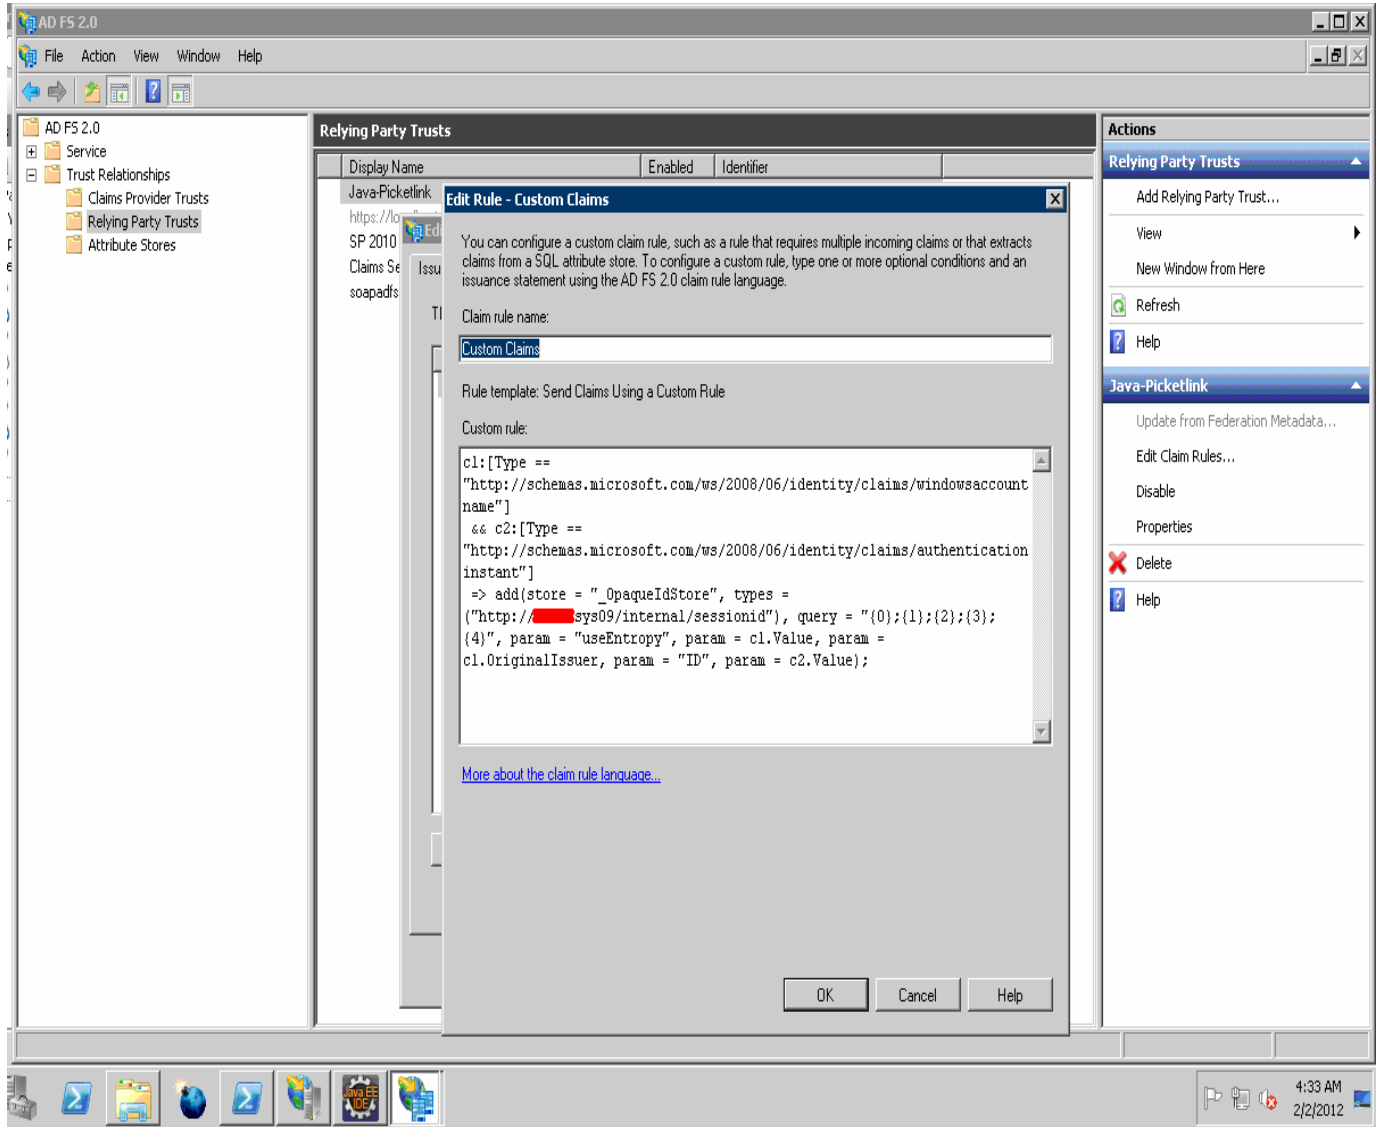 AD FS 2.0
File Action View Window Help
AD FS 2.0
Service
Trust Relationships
Claims Provider Trusts
Relying Party Trusts
Attribute Stores
Relying Party Trusts
Display Name Enabled Identifier
Java-Picketlink
https://lo
SP 2010
Claims Se
soapadfs
Ed
Issu
Edit Rule - Custom Claims
You can configure a custom claim rule, such as a rule that requires multiple incoming claims or that extracts
claims from a SQL attribute store. To configure a custom rule, type one or more optional conditions and an
issuance statement using the AD FS 2.0 claim rule language.
Claim rule name:
Custom Claims
Rule template: Send Claims Using a Custom Rule
Custom rule:
c1:[Type ==
"http://schemas.microsoft.com/ws/2008/06/identity/claims/windowsaccount
name"]
&& c2:[Type ==
"http://schemas.microsoft.com/ws/2008/06/identity/claims/authentication
instant"]
=> add(store = "_OpaqueIdStore", types =
("http://sys09/internal/sessionid"), query = "{0};{1};{2};{3};
{4}", param = "useEntropy", param = c1.Value, param =
c1.OriginalIssuer, param = "ID", param = c2.Value);
More about the claim rule language...
OK Cancel Help
Actions
Relying Party Trusts
Add Relying Party Trust...
View
New Window from Here
Refresh
Help
Java-Picketlink
Update from Federation Metadata...
Edit Claim Rules...
Disable
Properties
Delete
Help
Java EE
IDE
4:33 AM
2/2/2012